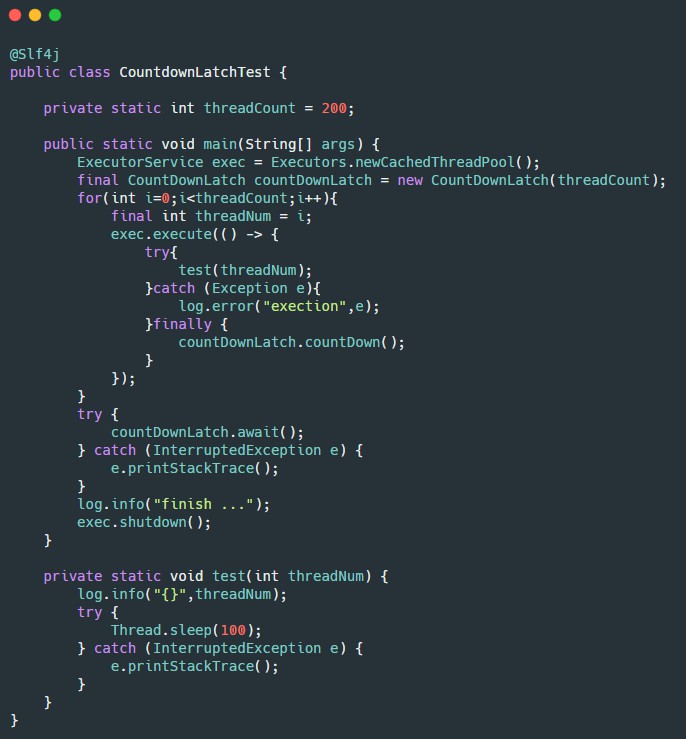 @Slf4j
public class CountdownLatchTest {

    private static int threadCount = 200;

    public static void main(String[] args) {
        ExecutorService exec = Executors.newCachedThreadPool();
        final CountDownLatch countDownLatch = new CountDownLatch(threadCount);
        for(int i=0;i<threadCount;i++){
            final int threadNum = i;
            exec.execute(() -> {
                try{
                    test(threadNum);
                }catch (Exception e){
                    log.error("exection",e);
                }finally {
                    countDownLatch.countDown();
                }
            });
        }
        try {
            countDownLatch.await();
        } catch (InterruptedException e) {
            e.printStackTrace();
        }
        log.info("finish ...");
        exec.shutdown();
    }

    private static void test(int threadNum) {
        log.info("{}",threadNum);
        try {
            Thread.sleep(100);
        } catch (InterruptedException e) {
            e.printStackTrace();
        }
    }
}